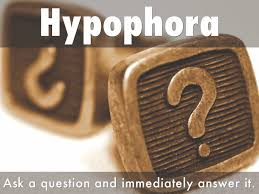 Hypophora
?
?
Ask a question and immediately answer it.